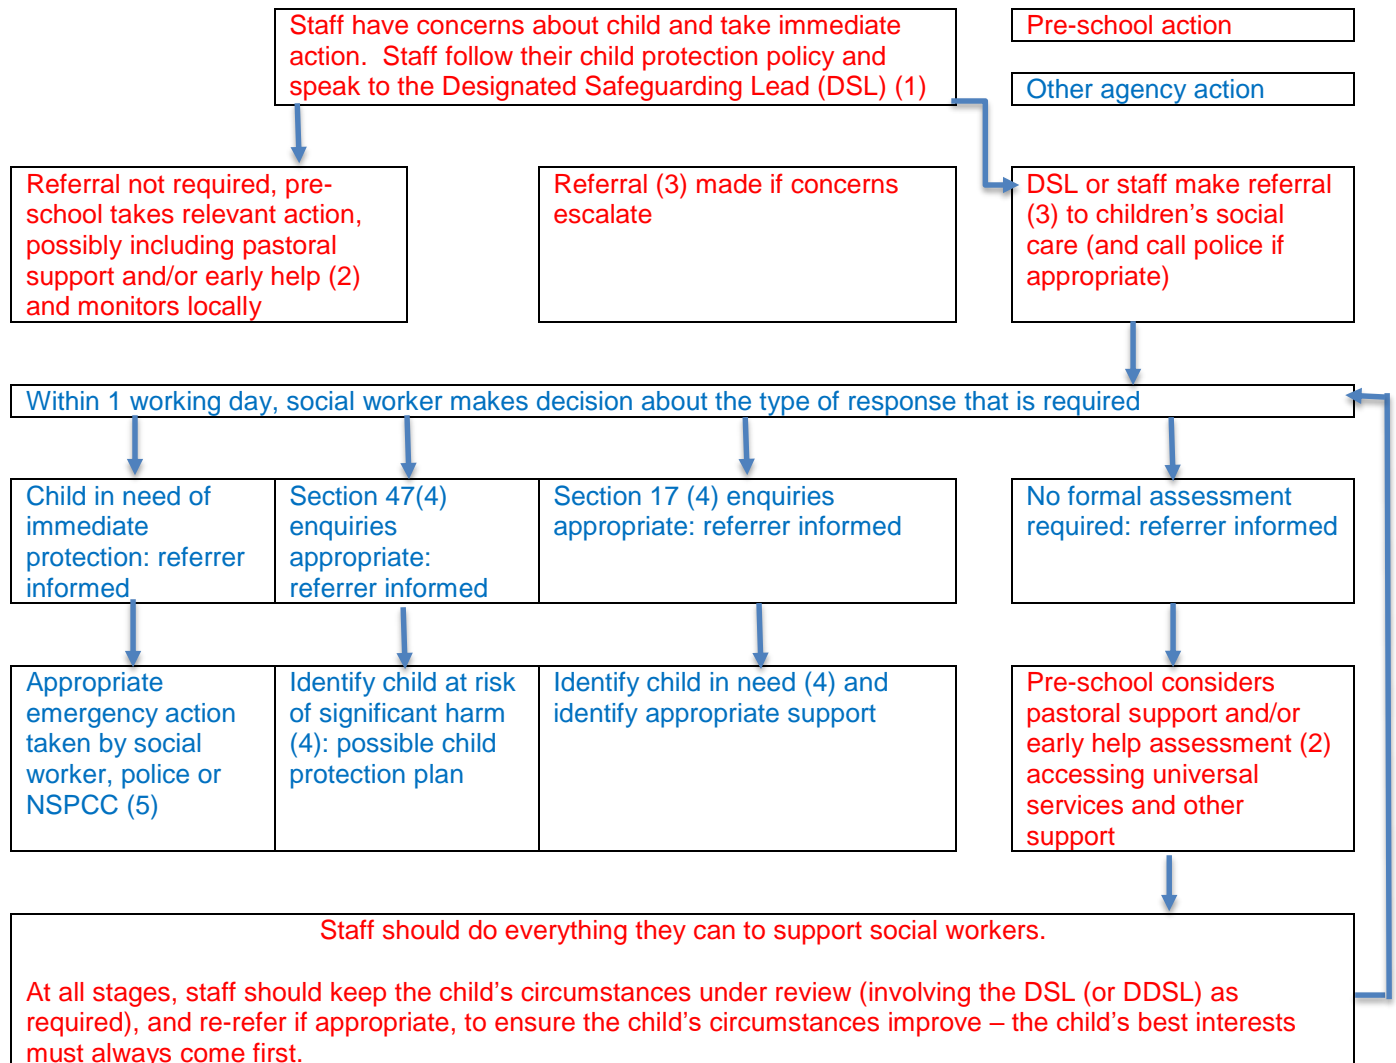 Staff have concerns about child and take immediate
action.  Staff follow their child protection policy and
speak to the Designated Safeguarding Lead (DSL) (1)
Pre-school action
Other agency action
Referral not required, pre-
school takes relevant action,
possibly including pastoral
support and/or early help (2)
and monitors locally
Referral (3) made if concerns
escalate
DSL or staff make referral
(3) to children’s social
care (and call police if
appropriate)
Within 1 working day, social worker makes decision about the type of response that is required
Child in need of
immediate
protection: referrer
informed
Section 47(4)
enquiries
appropriate:
referrer informed
Section 17 (4) enquiries
appropriate: referrer informed
No formal assessment
required: referrer informed
Appropriate
emergency action
taken by social
worker, police or
NSPCC (5)
Identify child at risk
of significant harm
(4): possible child
protection plan
Identify child in need (4) and
identify appropriate support
Pre-school considers
pastoral support and/or
early help assessment (2)
accessing universal
services and other
support
Staff should do everything they can to support social workers.
At all stages, staff should keep the child’s circumstances under review (involving the DSL (or DDSL) as
required), and re-refer if appropriate, to ensure the child’s circumstances improve – the child’s best interests
must always come first.